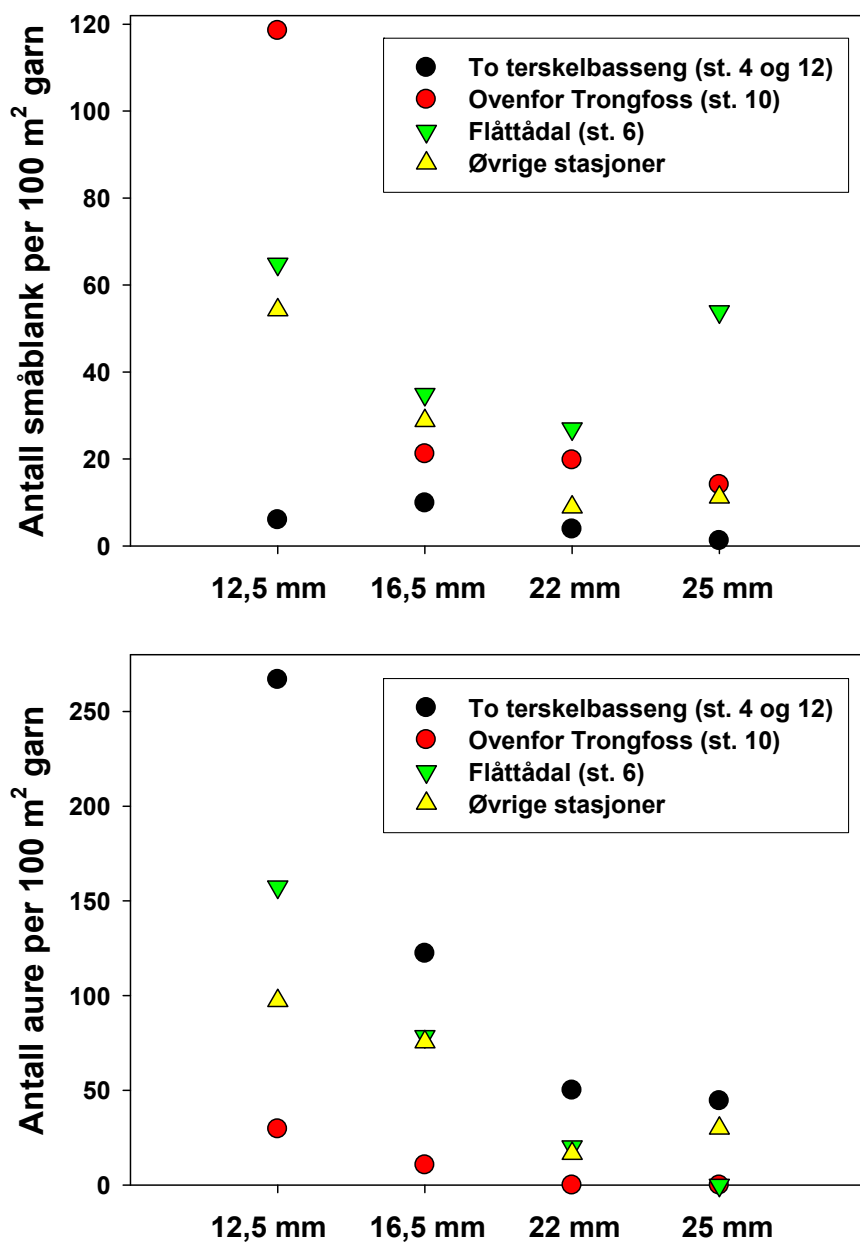 Antall småblank per 100 m² garn
120
100
80
60
40
20
0
To terskelbasseng (st. 4 og 12)
Ovenfor Trongfoss (st. 10)
Flåttådal (st. 6)
Øvrige stasjoner
12,5 mm
16,5 mm
22 mm
25 mm
Antall aure per 100 m² garn
250
200
150
100
50
0
To terskelbasseng (st. 4 og 12)
Ovenfor Trongfoss (st. 10)
Flåttådal (st. 6)
Øvrige stasjoner
12,5 mm
16,5 mm
22 mm
25 mm